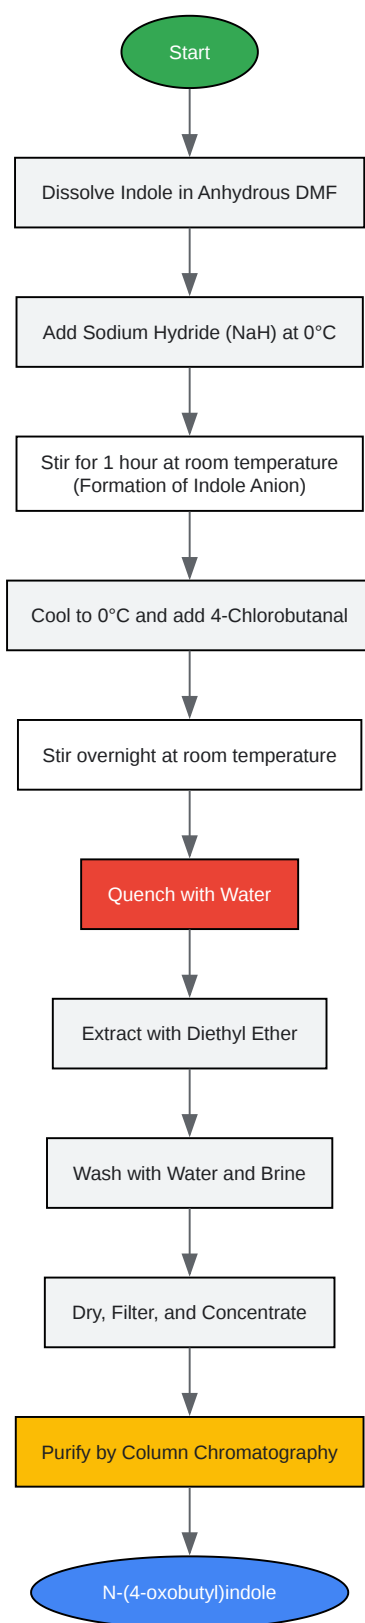 Start
Dissolve Indole in Anhydrous DMF
Add Sodium Hydride (NaH) at 0°C
Stir for 1 hour at room temperature
(Formation of Indole Anion)
Cool to 0°C and add 4-Chlorobutanal
Stir overnight at room temperature
Quench with Water
Extract with Diethyl Ether
Wash with Water and Brine
Dry, Filter, and Concentrate
Purify by Column Chromatography
N-(4-oxobutyl)indole